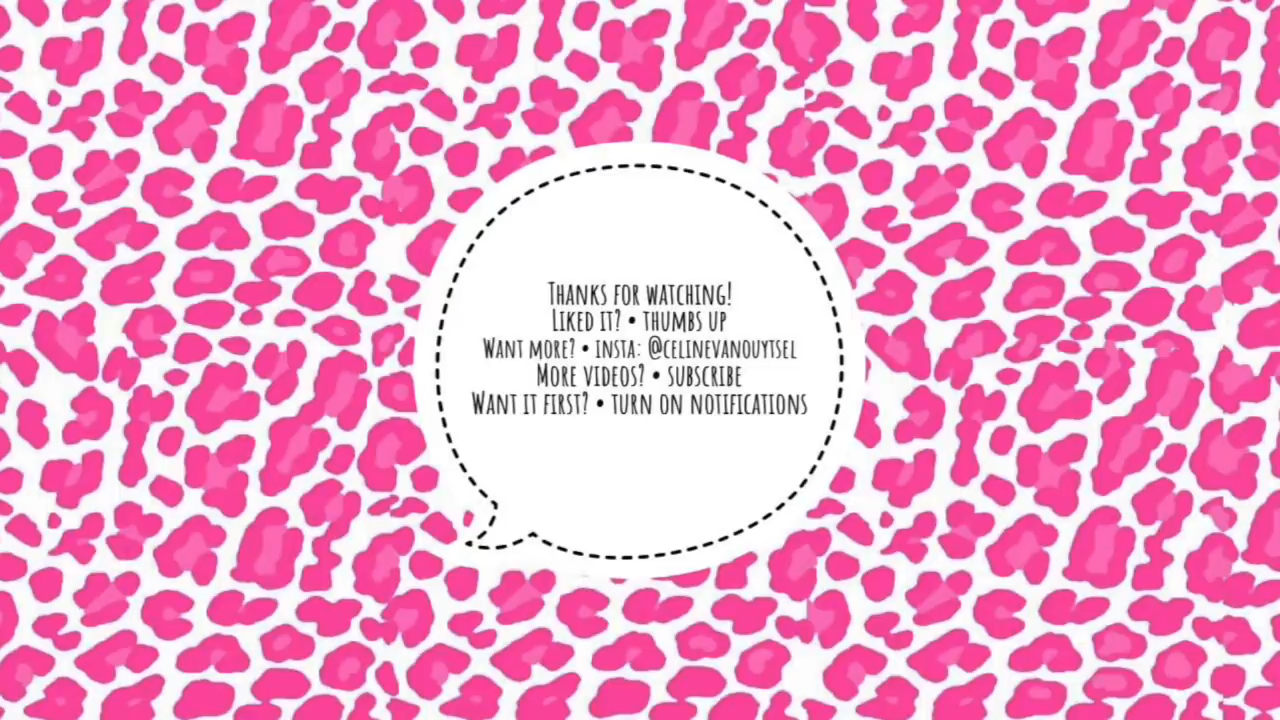 Thanks for watching!
Liked it? • thumbs up
Want more? • insta: @celinevanouytsel
More videos? • subscribe
Want it first? • turn on notifications